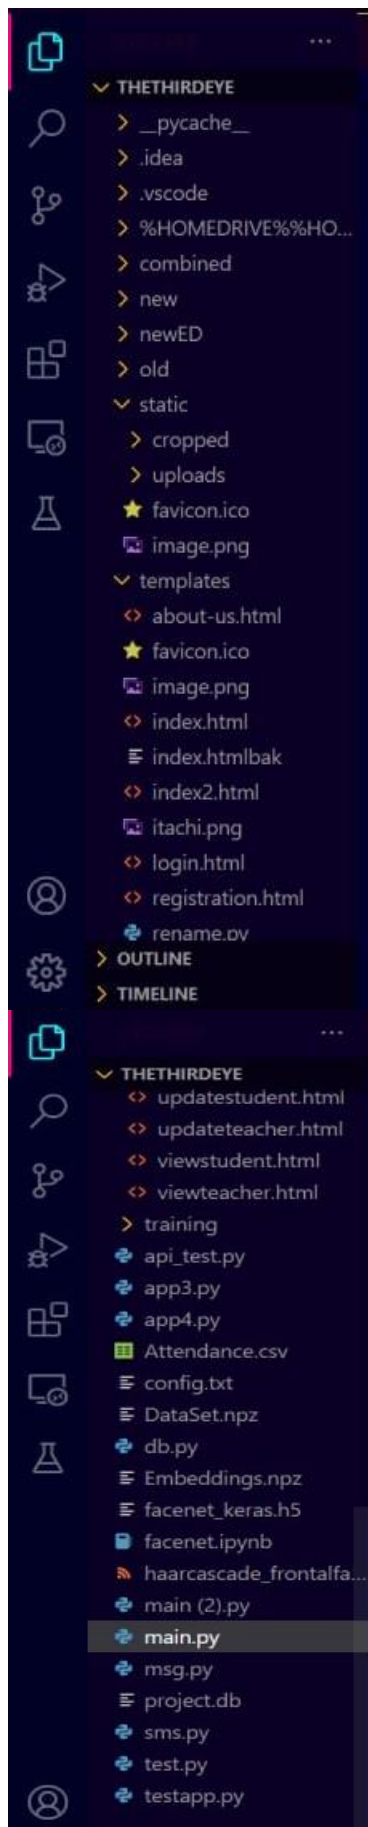 THETHIRDEYE
__pycache__
.idea
.vscode
%HOMEDRIVE%%HO...
combined
new
newED
old
static
cropped
uploads
favicon.ico
image.png
templates
about-us.html
favicon.ico
image.png
index.html
index.htmlbak
index2.html
itachi.png
login.html
registration.html
rename.py
OUTLINE
TIMELINE
THETHIRDEYE
updatestudent.html
updateteacher.html
viewstudent.html
viewteacher.html
training
api_test.py
app3.py
app4.py
Attendance.csv
config.txt
DataSet.npz
db.py
Embeddings.npz
facenet_keras.h5
facenet.ipynb
haarcascade_frontalfa...
main (2).py
main.py
msg.py
project.db
sms.py
test.py
testapp.py